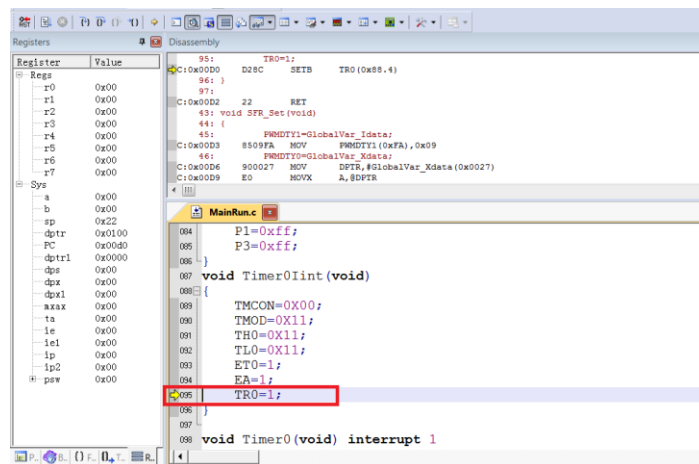 Registers
Disassembly
Register Value
Regs
r0 0x00
r1 0x00
r2 0x00
r3 0x00
r4 0x00
r5 0x00
r6 0x00
r7 0x00
Sys
a 0x00
b 0x00
sp 0x22
dptr 0x0100
PC 0x00d0
dptr1 0x0000
dps 0x00
dpx 0x00
dpx1 0x00
mxax 0x00
ta 0x00
ie 0x00
ie1 0x00
ip 0x00
ip2 0x00
psw 0x00
95: TR0=1;
C:0x00D0 D28C SETB TR0(0x88.4)
96: }
97:
C:0x00D2 22 RET
43: void SFR_Set(void)
44: {
45: PWMDTY1=GlobalVar_Idata;
C:0x00D3 8509FA MOV PWMDTY1(0xFA),0x09
46: PWMDTY0=GlobalVar_Xdata;
C:0x00D6 900027 MOV DPTR,#GlobalVar_Xdata(0x0027)
C:0x00D9 E0 MOVX A,@DPTR
MainRun.c
084 P1=0xff;
085 P3=0xff;
086 }
087 void Timer0Iint(void)
088 {
089 TMCON=0X00;
090 TMOD=0X11;
091 TH0=0X11;
092 TL0=0X11;
093 ET0=1;
094 EA=1;
095 TR0=1;
096 }
097
098 void Timer0(void) interrupt 1
P... B... {} F... 0→ T... R...